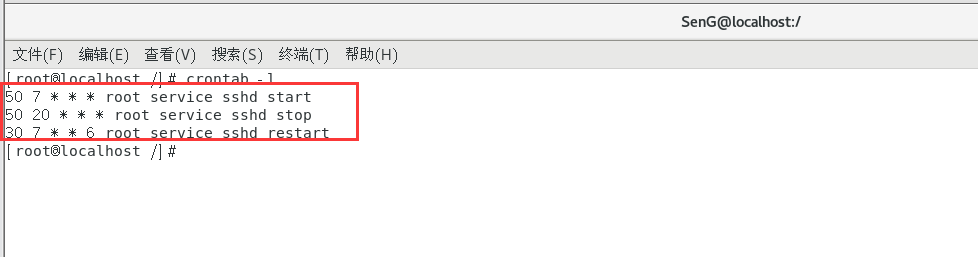 SenG@localhost:/
文件(F) 编辑(E) 查看(V) 搜索(S) 终端(T) 帮助(H)
[root@localhost /]# crontab -l
50 7 * * * root service sshd start
50 20 * * * root service sshd stop
30 7 * * 6 root service sshd restart
[root@localhost /]#